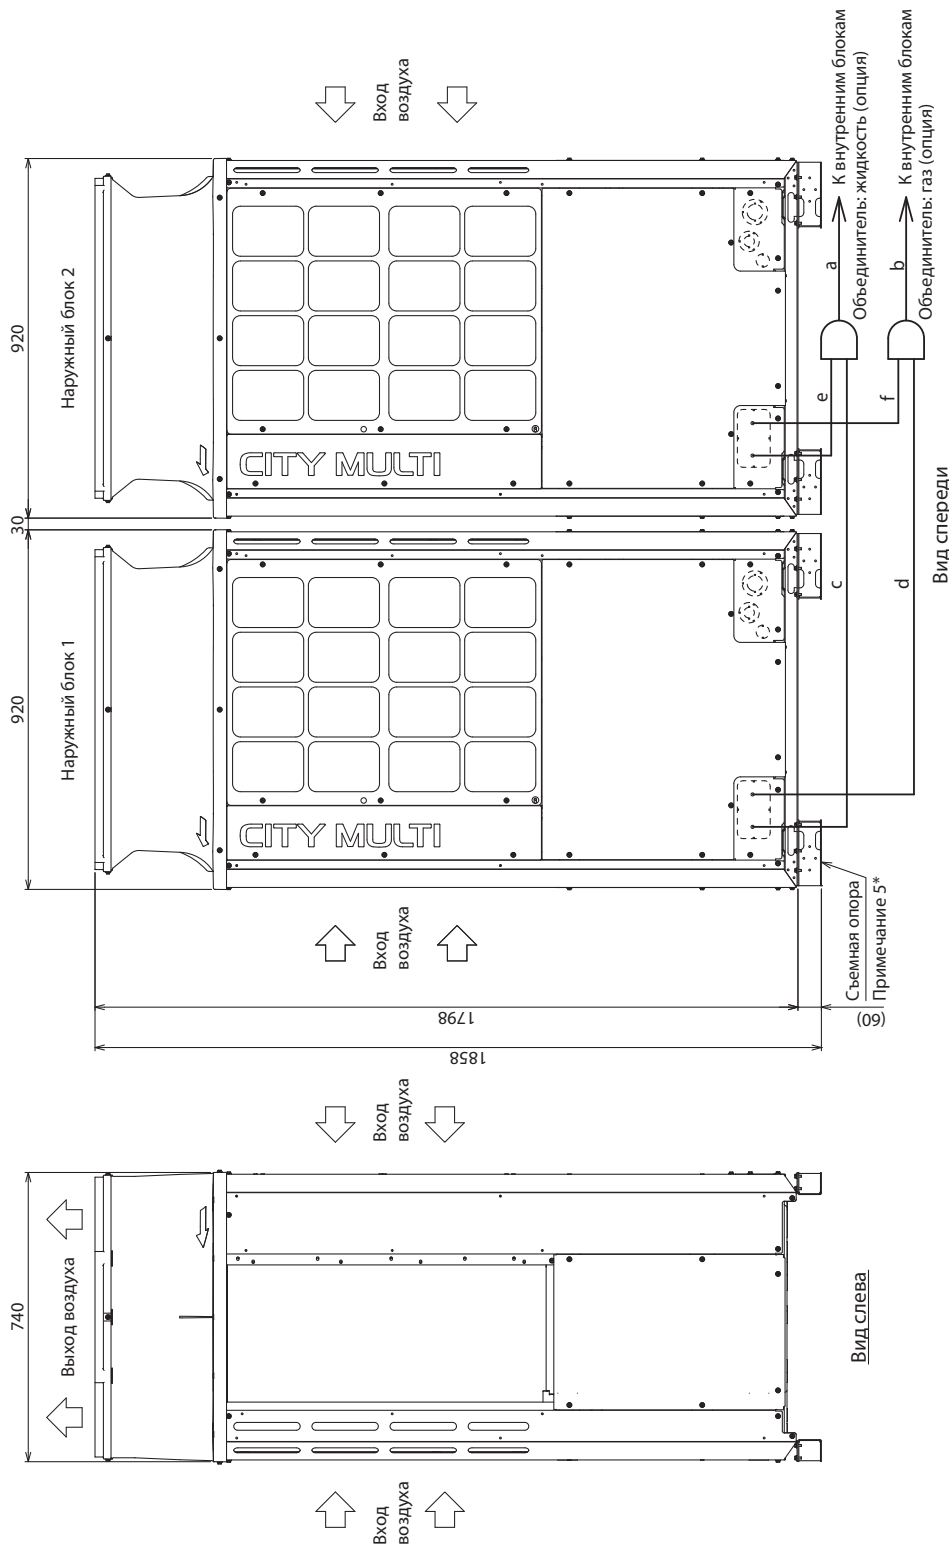 740
Выход воздуха
Вход
воздуха
Вход
воздуха
Вид слева
1858
1798
(60)
Съемная опора
Примечание 5*
Вход
воздуха
920
30
920
Наружный блок 1
Наружный блок 2
CITY MULTI
CITY MULTI
Вход
воздуха
c
d
e
f
a
К внутренним блокам
Объединитель: жидкость (опция)
b
К внутренним блокам
Объединитель: газ (опция)
Вид спереди